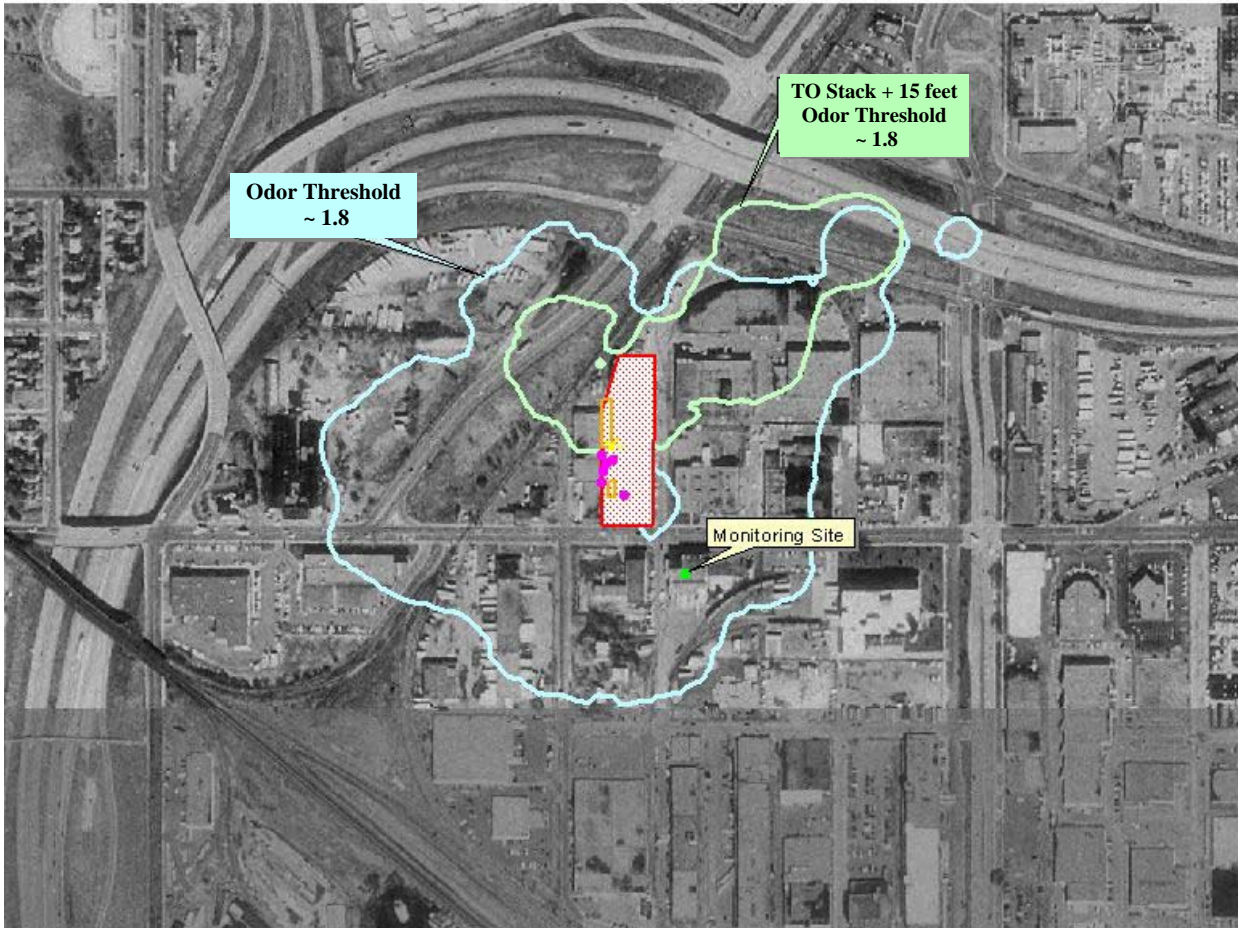 TO Stack + 15 feet
Odor Threshold
~ 1.8
Odor Threshold
~ 1.8
Monitoring Site